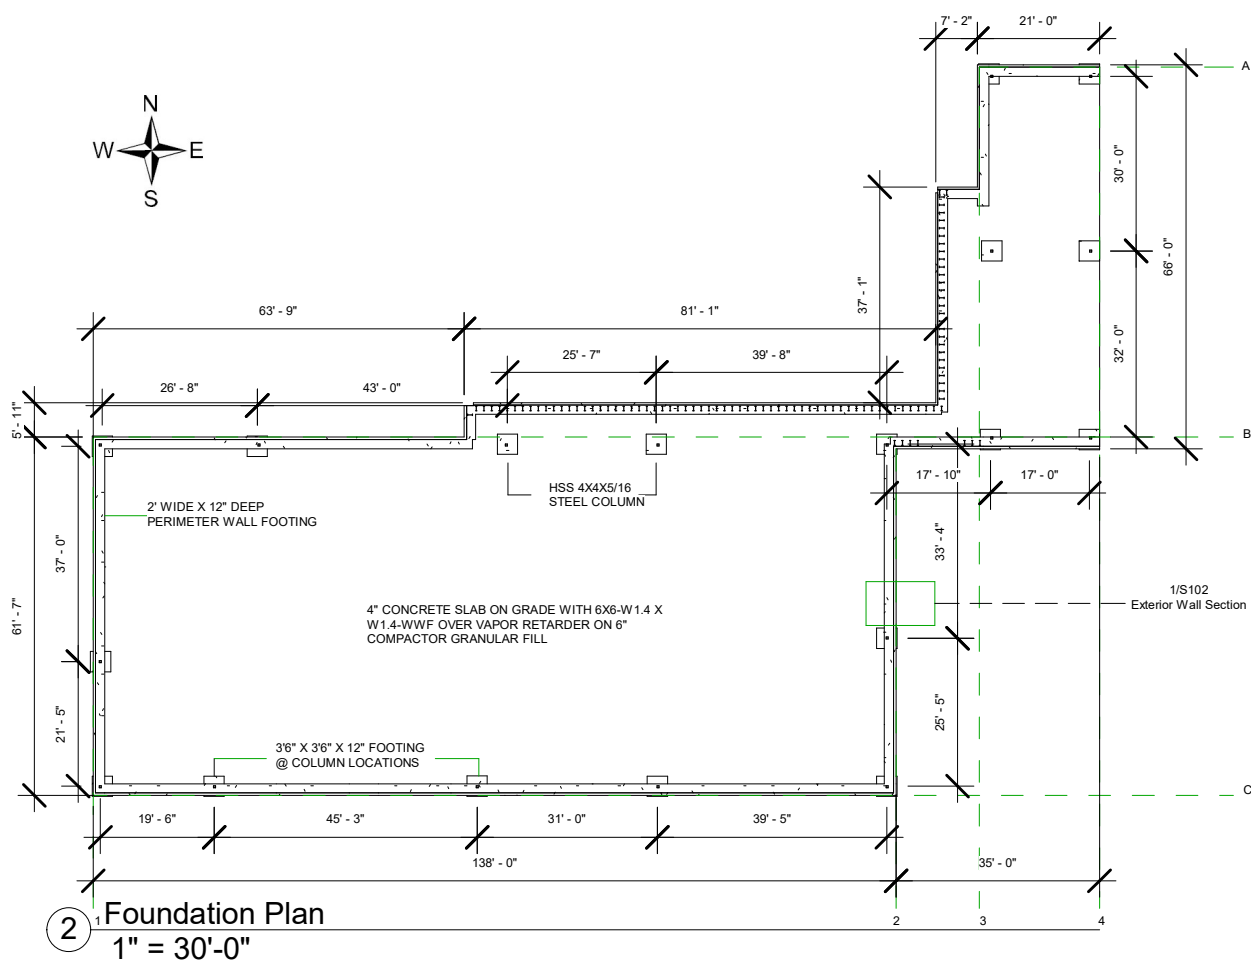 7' - 2" 21' - 0"
A
N
W E
S
30' - 0"
66' - 0"
37' - 1"
63' - 9" 81' - 1"
32' - 0"
25' - 7" 39' - 8"
26' - 8" 43' - 0"
5' - 11"
B
17' - 10" 17' - 0"
HSS 4X4X5/16
STEEL COLUMN
2' WIDE X 12" DEEP
PERIMETER WALL FOOTING
37' - 0"
33' - 4"
61' - 7"
1/S102
Exterior Wall Section
4" CONCRETE SLAB ON GRADE WITH 6X6-W1.4 X
W1.4-WWF OVER VAPOR RETARDER ON 6"
COMPACTOR GRANULAR FILL
21' - 5"
25' - 5"
3'6" X 3'6" X 12" FOOTING
@ COLUMN LOCATIONS
C
19' - 6" 45' - 3" 31' - 0" 39' - 5"
138' - 0" 35' - 0"
1 2 3 4
2 Foundation Plan
1" = 30'-0"